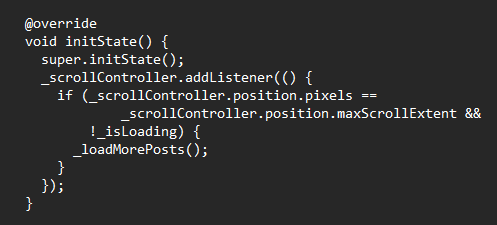 @override
void initState() {
  super.initState();
  _scrollController.addListener(() {
    if (_scrollController.position.pixels ==
            _scrollController.position.maxScrollExtent &&
        !_isLoading) {
      _loadMorePosts();
    }
  });
}